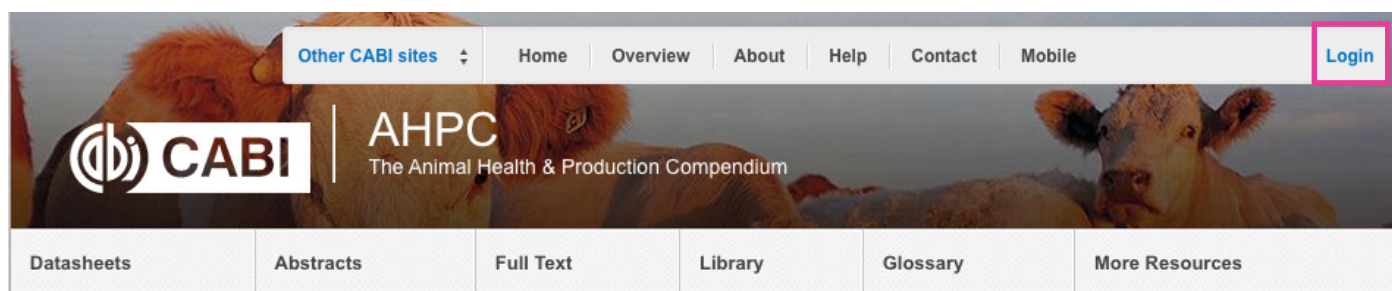 Other CABI sites Home Overview About Help Contact Mobile Login
CABI
AHPC
The Animal Health & Production Compendium
Datasheets Abstracts Full Text Library Glossary More Resources